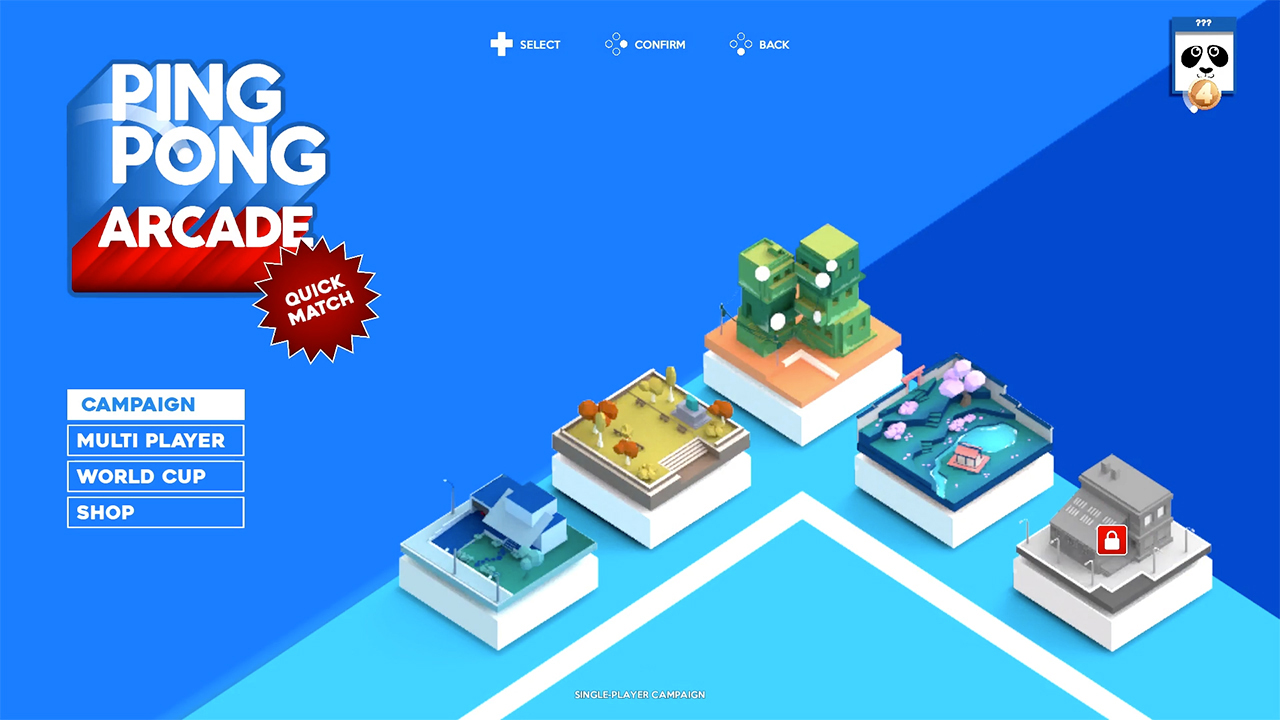 SELECT
CONFIRM
BACK
???
4
PING
PONG
ARCADE
QUICK
MATCH
CAMPAIGN
MULTI PLAYER
WORLD CUP
SHOP
SINGLE-PLAYER CAMPAIGN